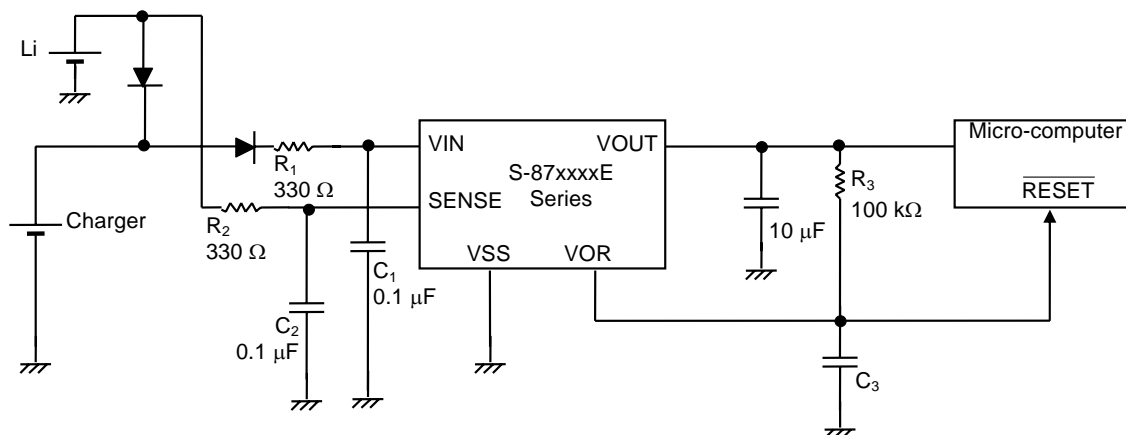 Li
Charger
R1
330 Ω
R2
330 Ω
C1
0.1 μF
C2
0.1 μF
VIN
VOUT
S-87xxxxE
Series
SENSE
VSS
VOR
10 μF
R3
100 kΩ
C3
Micro-computer
RESET